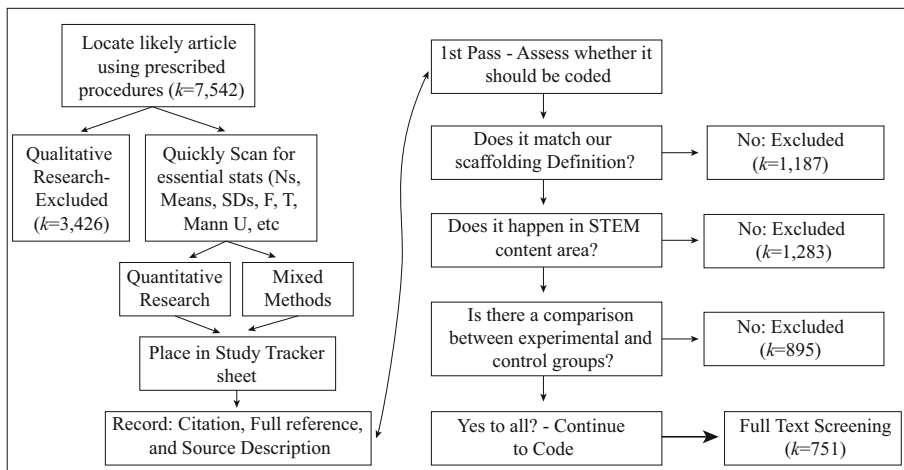 Locate likely article
using prescribed
procedures (k=7,542)
Qualitative
Research-
Excluded
(k=3,426)
Quickly Scan for
essential stats (Ns,
Means, SDs, F, T,
Mann U, etc
Quantitative
Research
Mixed
Methods
Place in Study Tracker
sheet
Record: Citation, Full reference,
and Source Description
1st Pass - Assess whether it
should be coded
Does it match our
scaffolding Definition?
No: Excluded
(k=1,187)
Does it happen in STEM
content area?
No: Excluded
(k=1,283)
Is there a comparison
between experimental and
control groups?
No: Excluded
(k=895)
Yes to all? - Continue
to Code
Full Text Screening
(k=751)